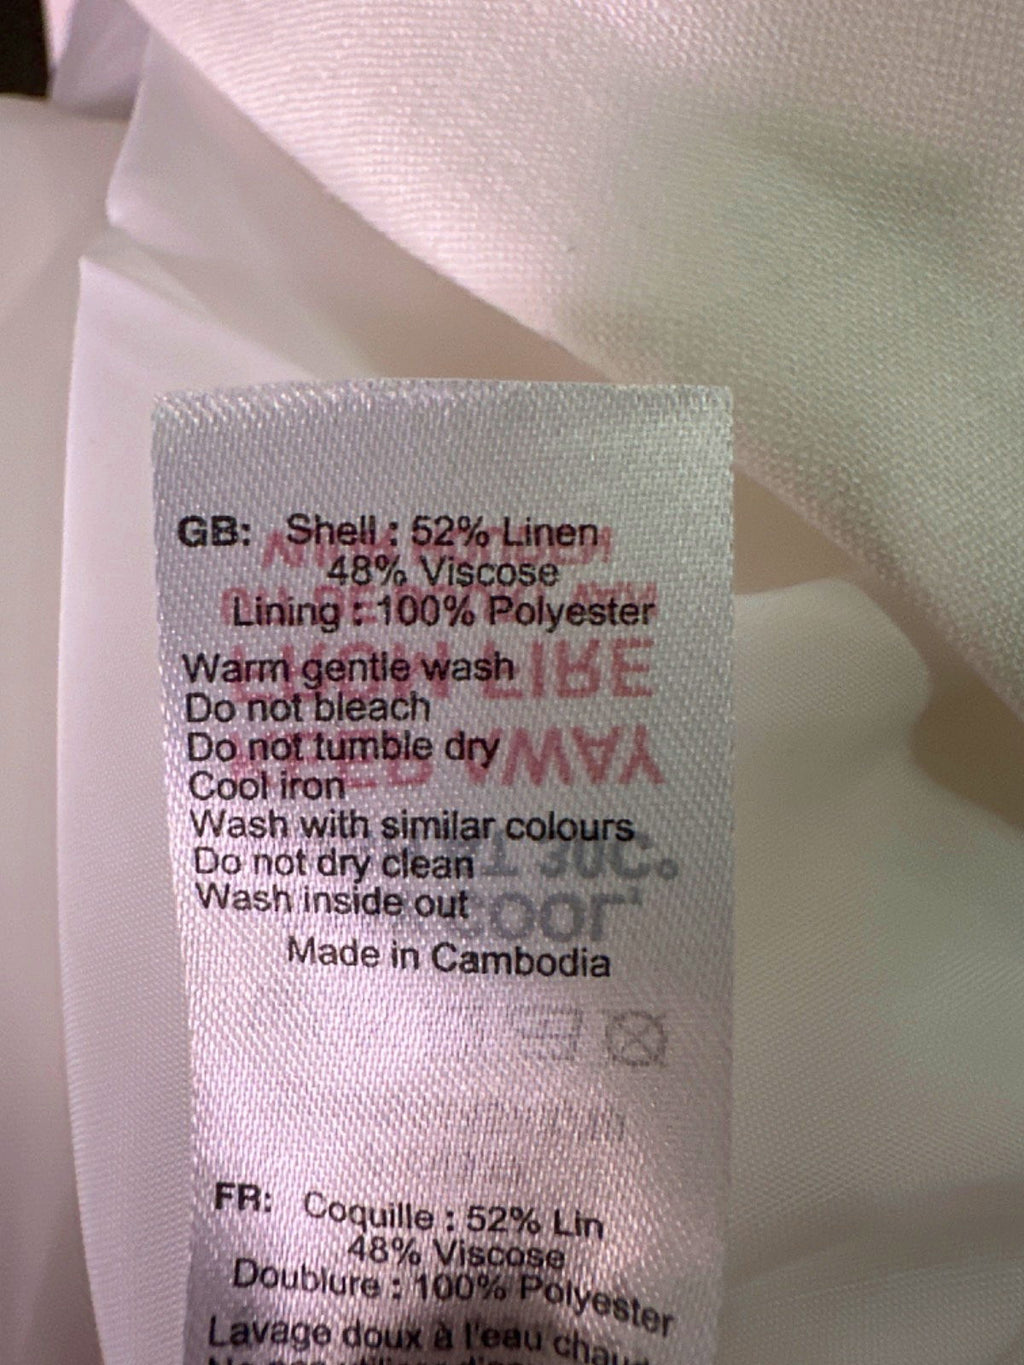 GB: Shell : 52% Linen
48% Viscose
Lining : 100% Polyester
Warm gentle wash
Do not bleach
Do not tumble dry
Cool iron
Wash with similar colours
Do not dry clean
Wash inside out
Made in Cambodia
FR: Coquille : 52% Lin
48% Viscose
Doublure : 100% Polyester
Lavage doux à l'eau